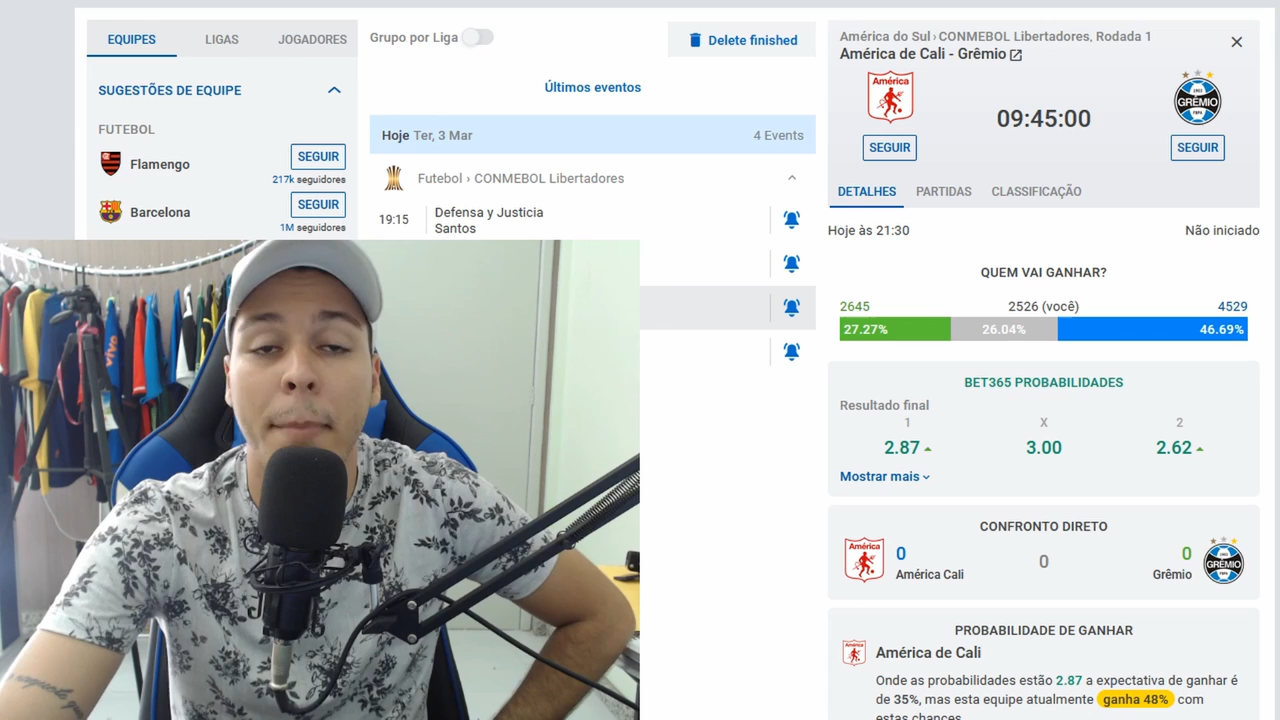 EQUIPES LIGAS JOGADORES
SUGESTÕES DE EQUIPE
FUTEBOL
Flamengo
SEGUIR
217k seguidores
Barcelona
SEGUIR
1M seguidores
Grupo por Liga
Delete finished
Últimos eventos
Hoje Ter, 3 Mar
4 Events
Futebol › CONMEBOL Libertadores
19:15
Defensa y Justicia
Santos
América do Sul › CONMEBOL Libertadores, Rodada 1
América de Cali - Grêmio
América
09:45:00
GRÊMIO
SEGUIR
SEGUIR
DETALHES PARTIDAS CLASSIFICAÇÃO
Hoje às 21:30
Não iniciado
QUEM VAI GANHAR?
2645 2526 (você) 4529
27.27% 26.04% 46.69%
BET365 PROBABILIDADES
Resultado final
1 X 2
2.87 3.00 2.62
Mostrar mais
CONFRONTO DIRETO
América
0
América Cali
0
0
Grêmio
GRÊMIO
PROBABILIDADE DE GANHAR
América de Cali
Onde as probabilidades estão 2.87 a expectativa de ganhar é
de 35%, mas esta equipe atualmente ganha 48% com
estas chances